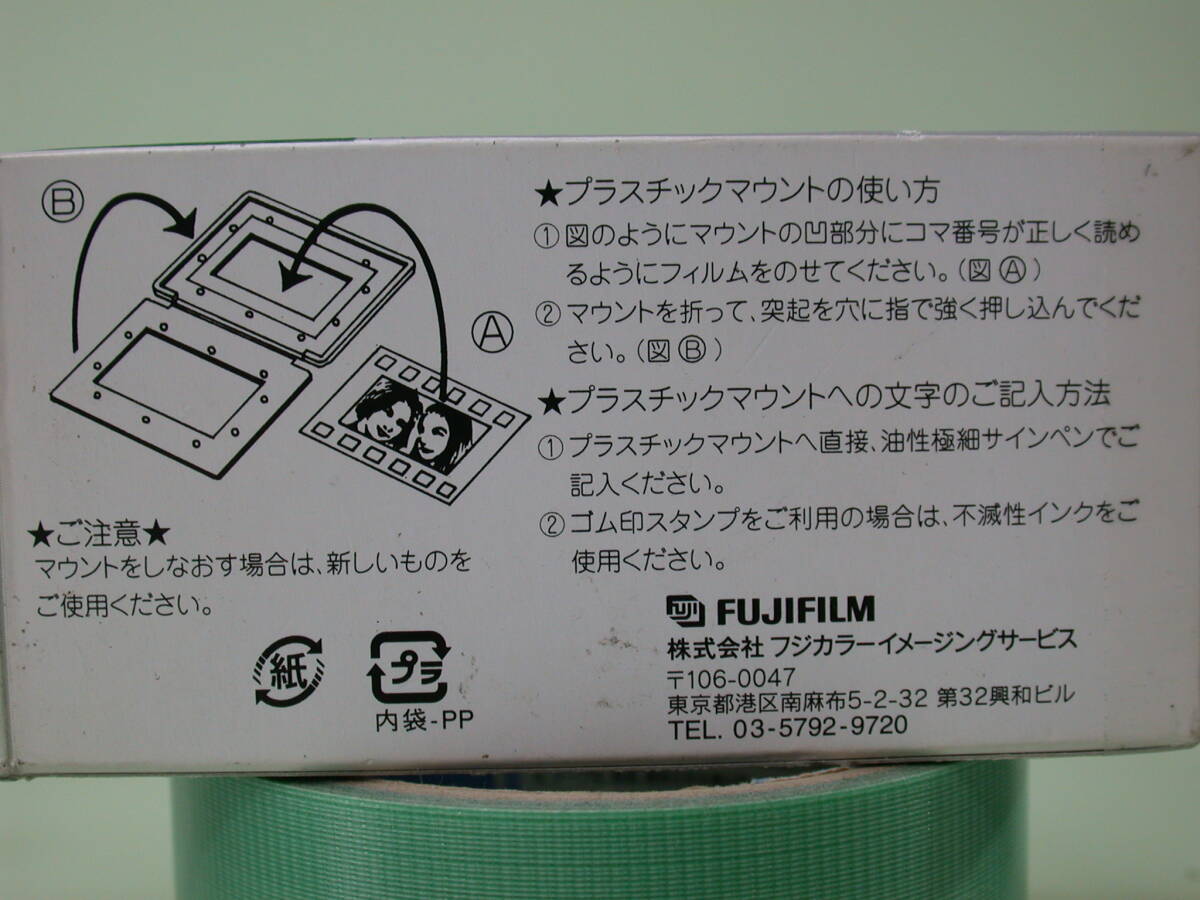 Ⓑ
Ⓐ
★プラスチックマウントの使い方
①図のようにマウントの凹部分にコマ番号が正しく読め
るようにフィルムをのせてください。(図Ⓐ)
②マウントを折って、突起を穴に指で強く押し込んでくだ
さい。(図Ⓑ)
★プラスチックマウントへの文字のご記入方法
①プラスチックマウントへ直接、油性極細サインペンでご
記入ください。
②ゴム印スタンプをご利用の場合は、不滅性インクをご
使用ください。
★ご注意★
マウントをしなおす場合は、新しいものを
ご使用ください。
紙
プラ
内袋-PP
FUJI FUJIFILM
株式会社 フジカラーイメージングサービス
〒106-0047
東京都港区南麻布5-2-32 第32興和ビル
TEL. 03-5792-9720